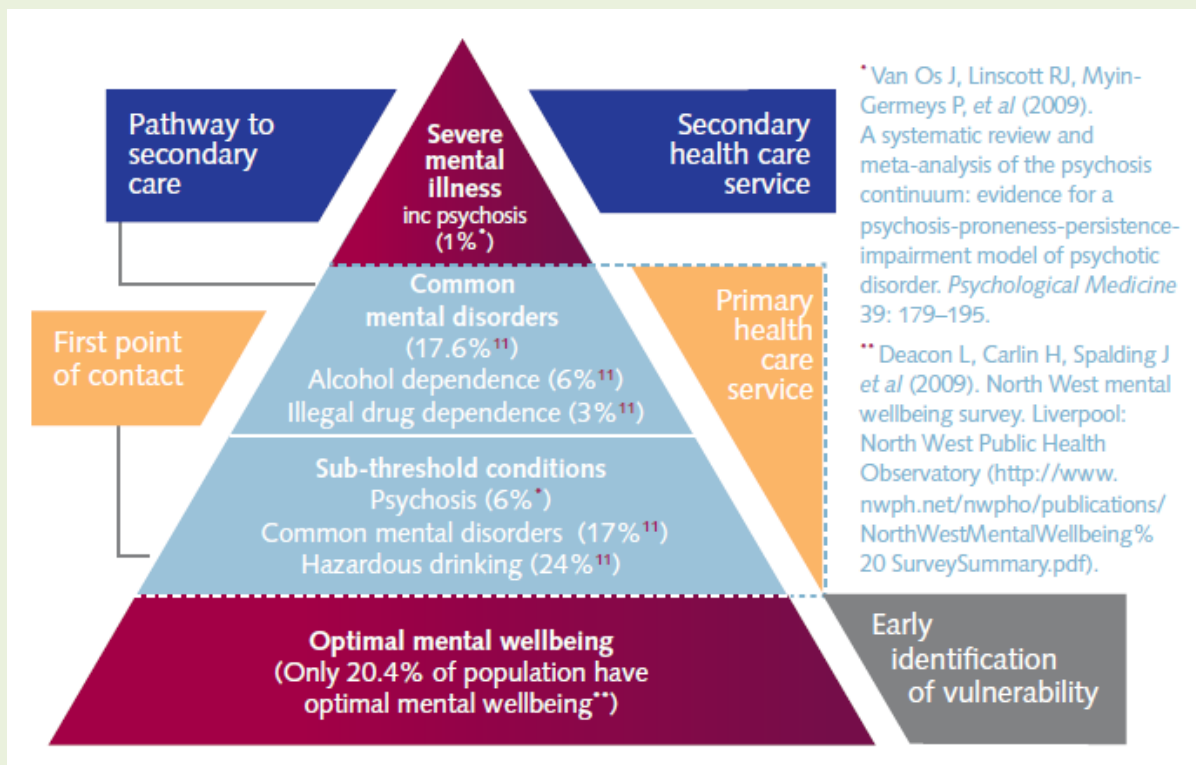 Pathway to
secondary
care
Severe
mental
illness
inc psychosis
(1%*)
Secondary
health care
service
First point
of contact
Common
mental disorders
(17.6%11)
Alcohol dependence (6%11)
Illegal drug dependence (3%11)
Primary
health
care
service
Sub-threshold conditions
Psychosis (6%*)
Common mental disorders (17%11)
Hazardous drinking (24%11)
Optimal mental wellbeing
(Only 20.4% of population have
optimal mental wellbeing**)
Early
identification
of vulnerability
* Van Os J, Linscott RJ, Myin-
Germeys P, et al (2009).
A systematic review and
meta-analysis of the psychosis
continuum: evidence for a
psychosis-proneness-persistence-
impairment model of psychotic
disorder. Psychological Medicine
39: 179–195.
** Deacon L, Carlin H, Spalding J
et al (2009). North West mental
wellbeing survey. Liverpool:
North West Public Health
Observatory (http://www.
nwph.net/nwpho/publications/
NorthWestMentalWellbeing%
20 SurveySummary.pdf).